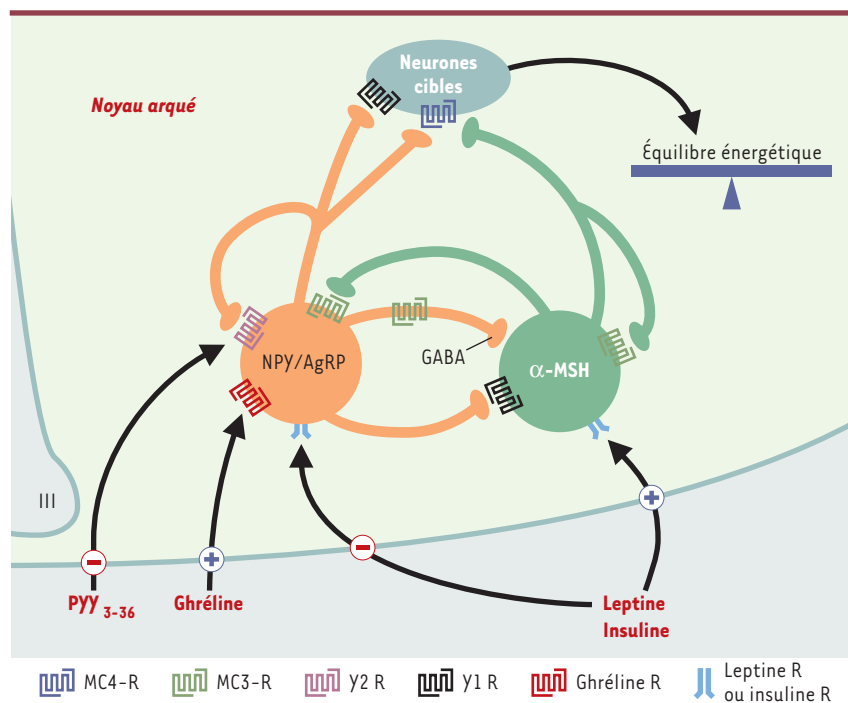 Neurones
cibles
Noyau arqué
Équilibre énergétique
NPY/AgRP
GABA
α-MSH
III
PYY 3-36
Ghréline
Leptine
Insuline
MC4-R
MC3-R
Y2 R
Y1 R
Ghréline R
Leptine R
ou insuline R